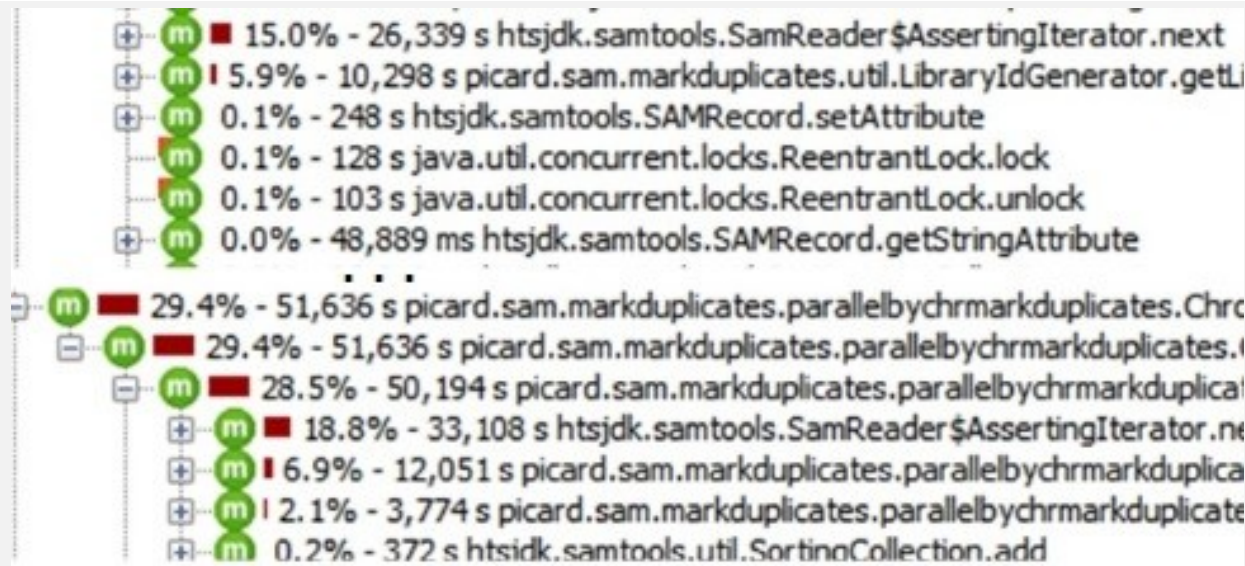 15.0% - 26,339 s htsjdk.samtools.SamReader$AssertingIterator.next
5.9% - 10,298 s picard.sam.markduplicates.util.LibraryIdGenerator.getLi
0.1% - 248 s htsjdk.samtools.SAMRecord.setAttribute
0.1% - 128 s java.util.concurrent.locks.ReentrantLock.lock
0.1% - 103 s java.util.concurrent.locks.ReentrantLock.unlock
0.0% - 48,889 ms htsjdk.samtools.SAMRecord.getStringAttribute
...
29.4% - 51,636 s picard.sam.markduplicates.parallelbychrmarkduplicates.Chro
29.4% - 51,636 s picard.sam.markduplicates.parallelbychrmarkduplicates.
28.5% - 50,194 s picard.sam.markduplicates.parallelbychrmarkduplicat
18.8% - 33,108 s htsjdk.samtools.SamReader$AssertingIterator.ne
6.9% - 12,051 s picard.sam.markduplicates.parallelbychrmarkduplica
2.1% - 3,774 s picard.sam.markduplicates.parallelbychrmarkduplicate
0.2% - 372 s htsjdk.samtools.util.SortingCollection.add